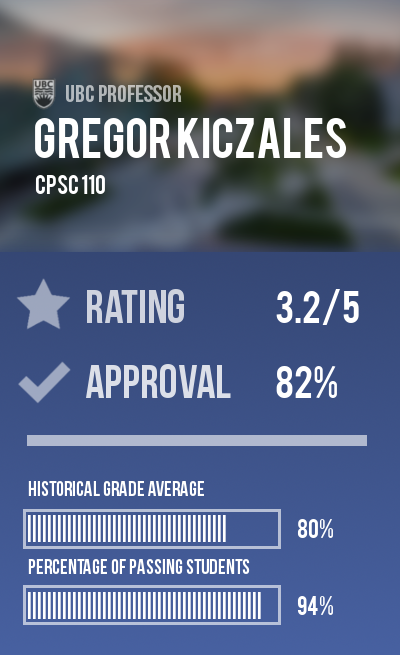 UBC
UBC PROFESSOR
GREGOR KICZALES
CPSC 110
RATING 3.2/5
APPROVAL 82%
HISTORICAL GRADE AVERAGE
80%
PERCENTAGE OF PASSING STUDENTS
94%